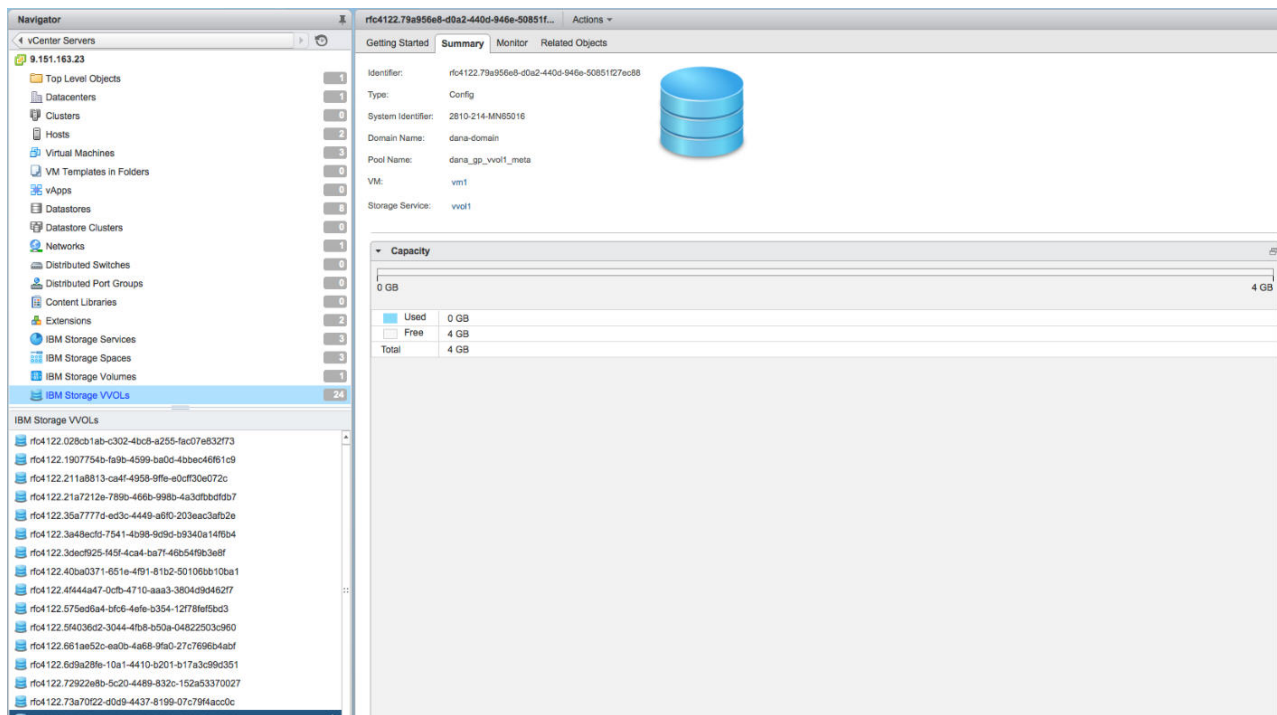 Navigator
vCenter Servers
9.151.163.23
Top Level Objects 1
Datacenters 1
Clusters 0
Hosts 2
Virtual Machines 3
VM Templates in Folders 0
vApps 0
Datastores 8
Datastore Clusters 0
Networks 1
Distributed Switches 0
Distributed Port Groups 0
Content Libraries 0
Extensions 2
IBM Storage Services 3
IBM Storage Spaces 3
IBM Storage Volumes 1
IBM Storage VVOLs 24
IBM Storage VVOLs
rfc4122.028cb1ab-c302-4bc8-a255-fac07e832f73
rfc4122.1907754b-fa9b-4599-ba0d-4bbec46f61c9
rfc4122.211a8813-ca4f-4958-9ffe-e0cff30e072c
rfc4122.21a7212e-789b-466b-998b-4a3dfbbdfdb7
rfc4122.35a7777d-ed3c-4449-a6f0-203eac3afb2e
rfc4122.3a48ecfd-7541-4b98-9d9d-b9340a14f6b4
rfc4122.3decf925-f45f-4ca4-ba7f-46b54f9b3e8f
rfc4122.40ba0371-651e-4f91-81b2-50106bb10ba1
rfc4122.4f444a47-0cfb-4710-aaa3-3804d9d462f7
rfc4122.575ed6a4-bfc6-4efe-b354-12f78fef5bd3
rfc4122.5f4036d2-3044-4fb8-b50a-04822503c960
rfc4122.661ae52c-ea0b-4a68-9fa0-27c7696b4abf
rfc4122.6d9a28fe-10a1-4410-b201-b17a3c99d351
rfc4122.72922e8b-5c20-4489-832c-152a53370027
rfc4122.73a70f22-d0d9-4437-8199-07c79f4acc0c
rfc4122.79a956e8-d0a2-440d-946e-50851f... Actions
Getting Started Summary Monitor Related Objects
Identifier: rfc4122.79a956e8-d0a2-440d-946e-50851f27ec88
Type: Config
System Identifier: 2810-214-MN65016
Domain Name: dana-domain
Pool Name: dana_gp_vvol1_meta
VM: vm1
Storage Service: vvol1
Capacity
0 GB 4 GB
Used 0 GB
Free 4 GB
Total 4 GB